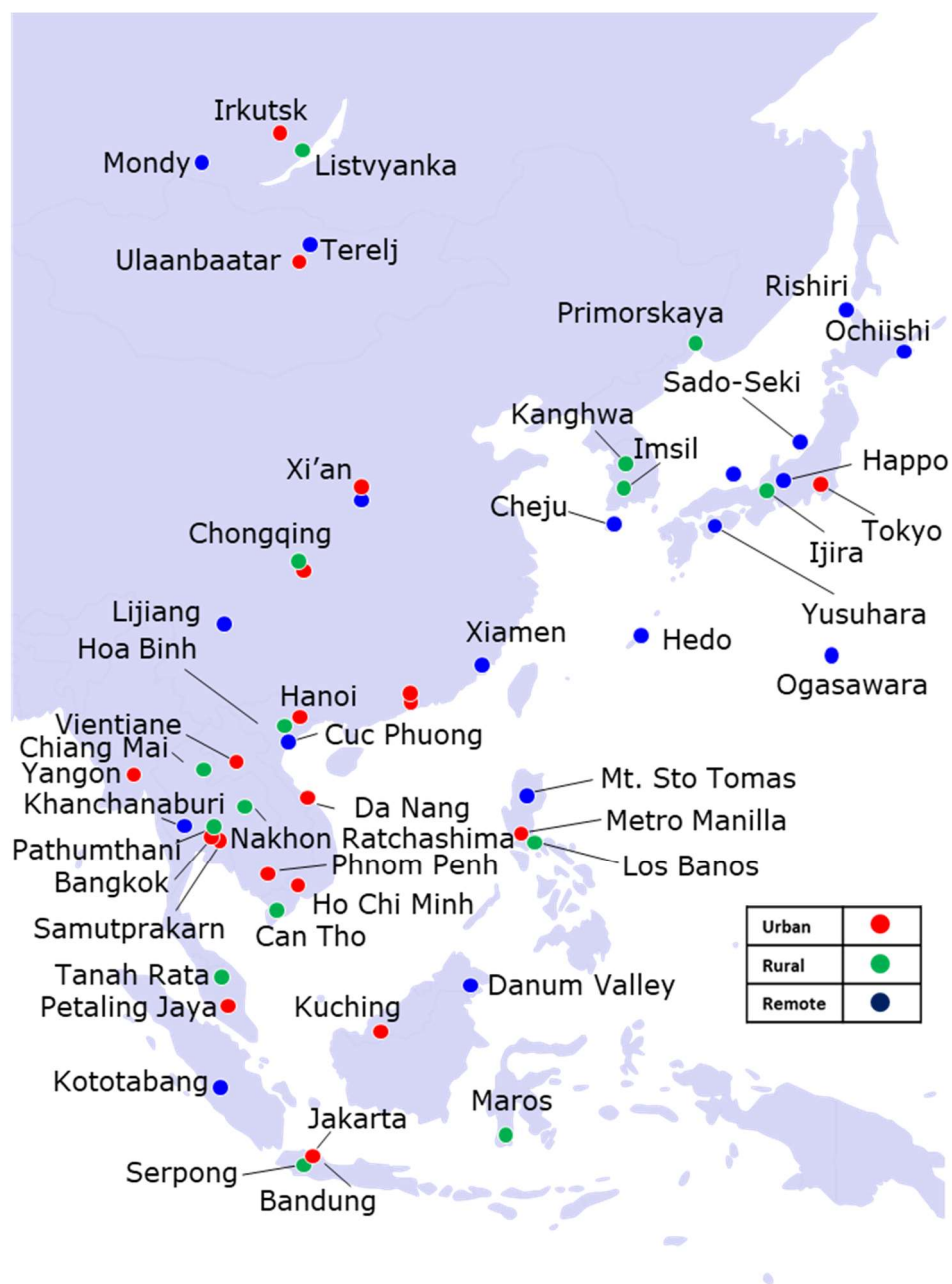 Irkutsk
Mondy
Listvyanka
Ulaanbaatar
Terelj
Rishiri
Primorskaya
Ochiishi
Sado-Seki
Kanghwa
Imsil
Xi’an
Happo
Cheju
Tokyo
Chongqing
Ijira
Lijiang
Yusuhara
Hoa Binh
Xiamen
Hedo
Ogasawara
Hanoi
Vientiane
Cuc Phuong
Chiang Mai
Yangon
Mt. Sto Tomas
Khanchanaburi
Da Nang
Metro Manilla
Pathumthani
Nakhon Ratchashima
Phnom Penh
Los Banos
Bangkok
Ho Chi Minh
Samutprakarn
Can Tho
Urban
Rural
Remote
Tanah Rata
Danum Valley
Petaling Jaya
Kuching
Kototabang
Maros
Jakarta
Serpong
Bandung